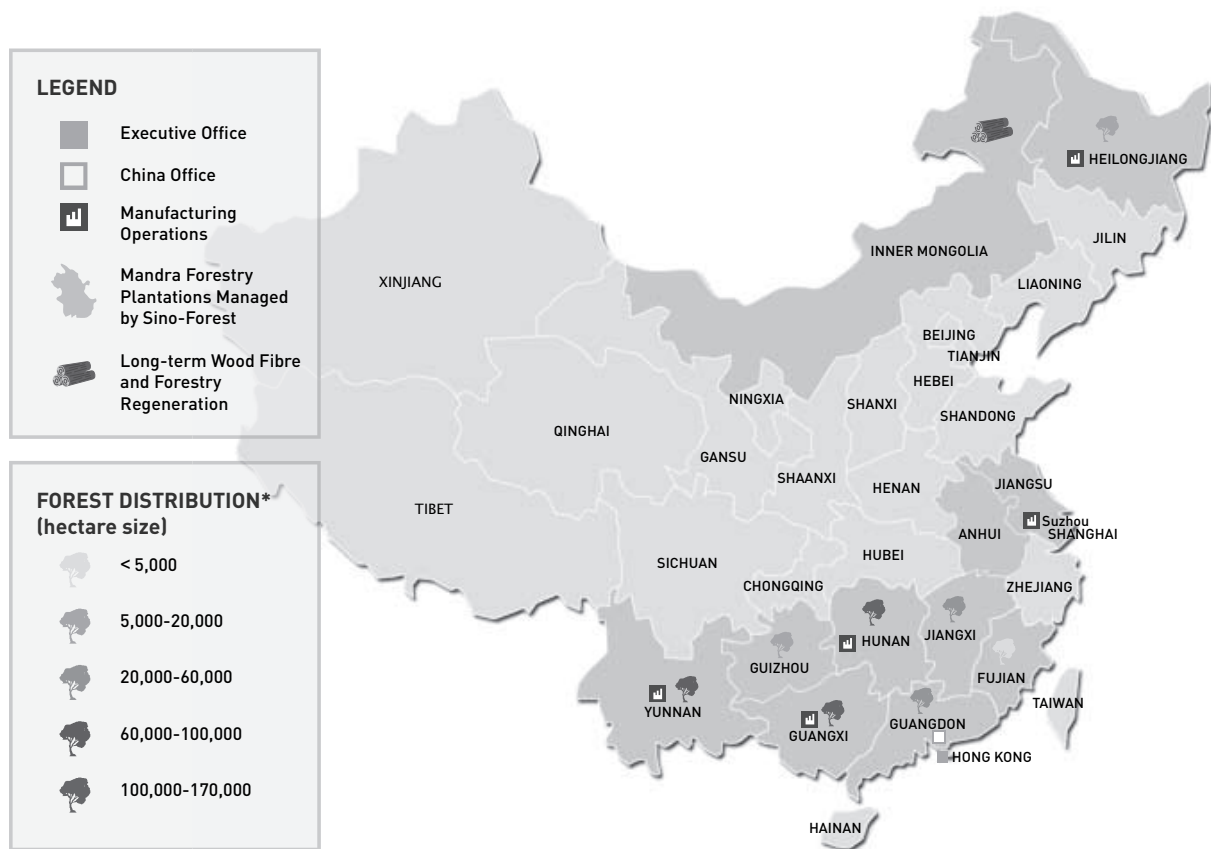 LEGEND
Executive Office
China Office
Manufacturing
Operations
Mandra Forestry
Plantations Managed
by Sino-Forest
Long-term Wood Fibre
and Forestry
Regeneration
FOREST DISTRIBUTION*
(hectare size)
< 5,000
5,000-20,000
20,000-60,000
60,000-100,000
100,000-170,000
HEILONGJIANG
JILIN
INNER MONGOLIA
LIAONING
XINJIANG
BEIJING
TIANJIN
HEBEI
NINGXIA
SHANXI
SHANDONG
QINGHAI
GANSU
SHAANXI
HENAN
JIANGSU
TIBET
Suzhou
ANHUI
SHANGHAI
SICHUAN
HUBEI
CHONGQING
ZHEJIANG
HUNAN
JIANGXI
GUIZHOU
FUJIAN
YUNNAN
TAIWAN
GUANGXI
GUANGDON
HONG KONG
HAINAN